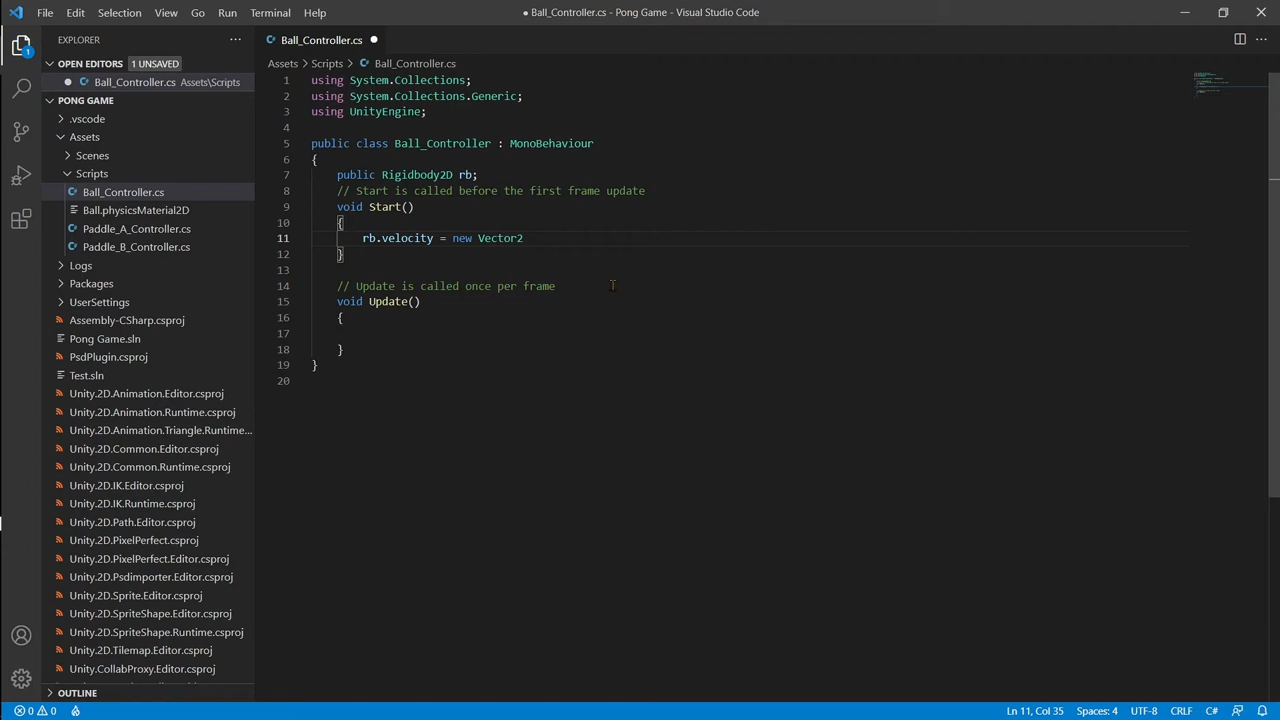 File Edit Selection View Go Run Terminal Help
● Ball_Controller.cs - Pong Game - Visual Studio Code
EXPLORER
OPEN EDITORS 1 UNSAVED
Ball_Controller.cs Assets\Scripts
PONG GAME
.vscode
Assets
Scenes
Scripts
Ball_Controller.cs
Ball.physicsMaterial2D
Paddle_A_Controller.cs
Paddle_B_Controller.cs
Logs
Packages
UserSettings
Assembly-CSharp.csproj
Pong Game.sln
PsdPlugin.csproj
Test.sln
Unity.2D.Animation.Editor.csproj
Unity.2D.Animation.Runtime.csproj
Unity.2D.Animation.Triangle.Runtime...
Unity.2D.Common.Editor.csproj
Unity.2D.Common.Runtime.csproj
Unity.2D.IK.Editor.csproj
Unity.2D.IK.Runtime.csproj
Unity.2D.Path.Editor.csproj
Unity.2D.PixelPerfect.csproj
Unity.2D.PixelPerfect.Editor.csproj
Unity.2D.Psdimporter.Editor.csproj
Unity.2D.Sprite.Editor.csproj
Unity.2D.SpriteShape.Editor.csproj
Unity.2D.SpriteShape.Runtime.csproj
Unity.2D.Tilemap.Editor.csproj
Unity.CollabProxy.Editor.csproj
OUTLINE
1
Ball_Controller.cs
Assets > Scripts > Ball_Controller.cs
1 using System.Collections;
2 using System.Collections.Generic;
3 using UnityEngine;
4
5 public class Ball_Controller : MonoBehaviour
6 {
7 public Rigidbody2D rb;
8 // Start is called before the first frame update
9 void Start()
10 {
11 rb.velocity = new Vector2
12 }
13
14 // Update is called once per frame
15 void Update()
16 {
17
18 }
19 }
20
0 0 Ln 11, Col 35 Spaces: 4 UTF-8 CRLF C#